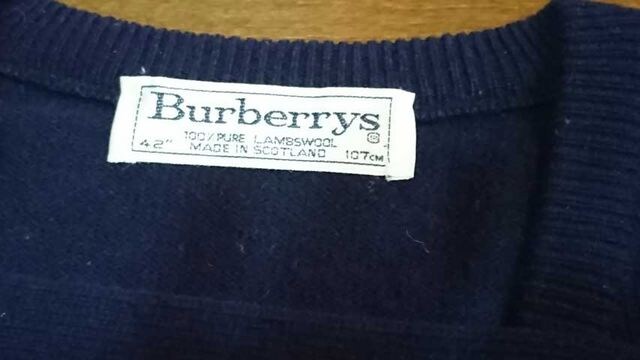 Burberrys®
100% PURE LAMBSWOOL
42" MADE IN SCOTLAND 107CM